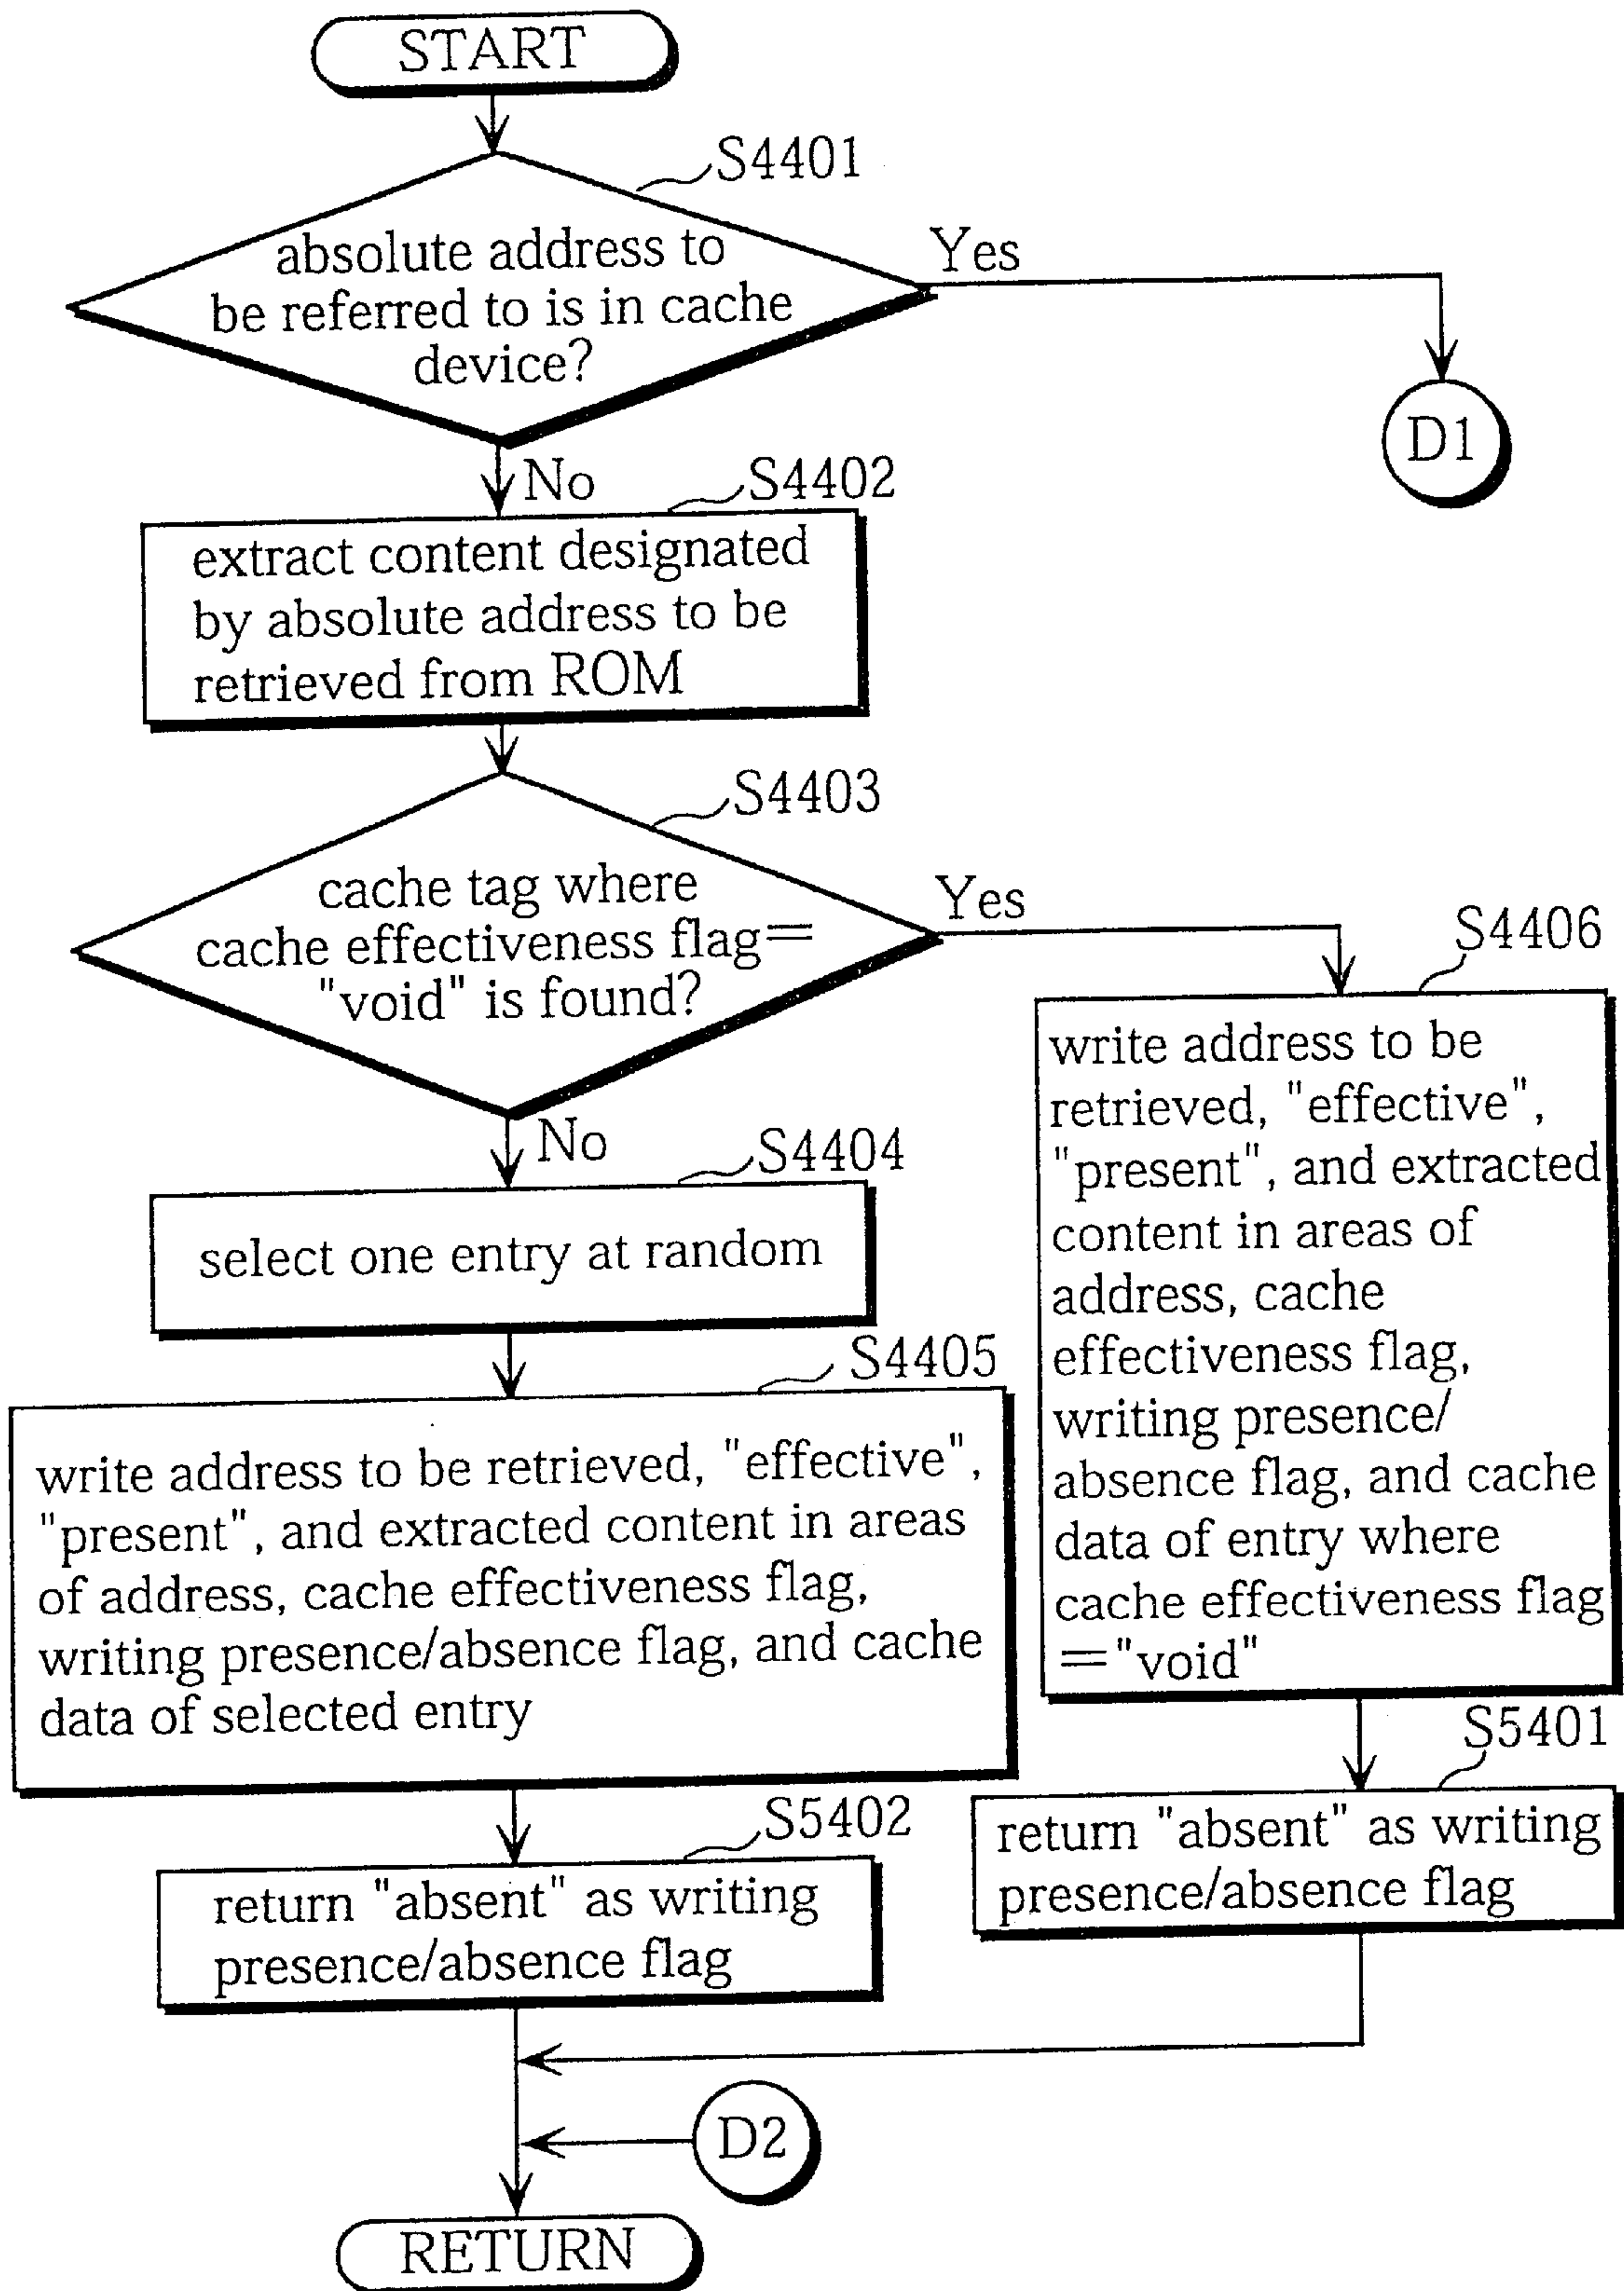 START
S4401
absolute address to
be referred to is in cache
device?
Yes
D1
No
S4402
extract content designated
by absolute address to be
retrieved from ROM
S4403
cache tag where
cache effectiveness flag=
"void" is found?
Yes
No
S4404
select one entry at random
S4405
write address to be retrieved, "effective",
"present", and extracted content in areas
of address, cache effectiveness flag,
writing presence/absence flag, and cache
data of selected entry
S5402
return "absent" as writing
presence/absence flag
S4406
write address to be
retrieved, "effective",
"present", and extracted
content in areas of
address, cache
effectiveness flag,
writing presence/
absence flag, and cache
data of entry where
cache effectiveness flag
="void"
S5401
return "absent" as writing
presence/absence flag
D2
RETURN